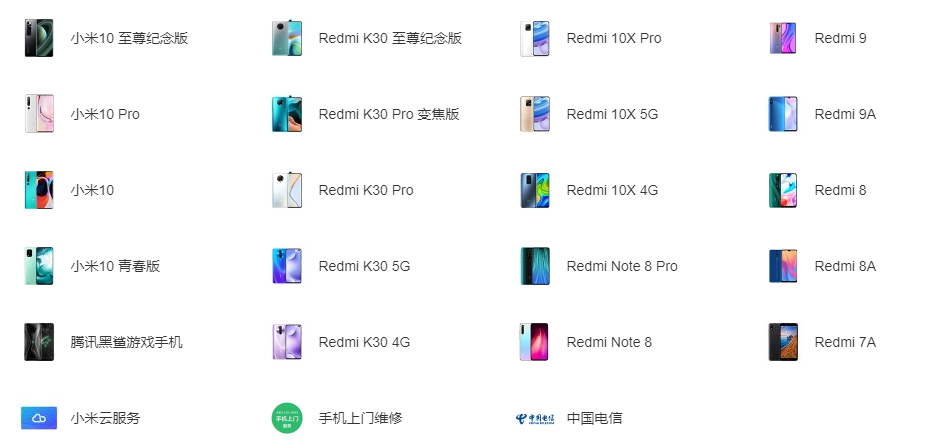 小米10 至尊纪念版
Redmi K30 至尊纪念版
Redmi 10X Pro
Redmi 9
小米10 Pro
Redmi K30 Pro 变焦版
Redmi 10X 5G
Redmi 9A
小米10
Redmi K30 Pro
Redmi 10X 4G
Redmi 8
小米10 青春版
Redmi K30 5G
Redmi Note 8 Pro
Redmi 8A
腾讯黑鲨游戏手机
Redmi K30 4G
Redmi Note 8
Redmi 7A
小米云服务
手机上门
服务
手机上门维修
中国电信
CHINA TELECOM
中国电信